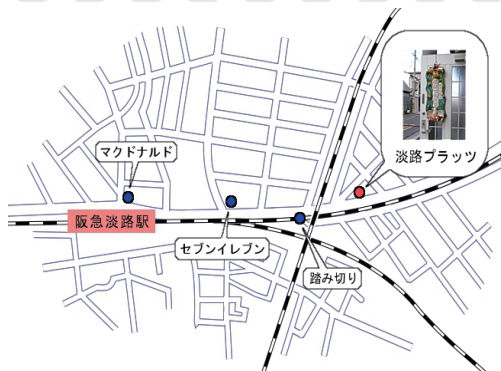 マクドナルド
淡路プラッツ
阪急淡路駅
セブンイレブン
踏み切り